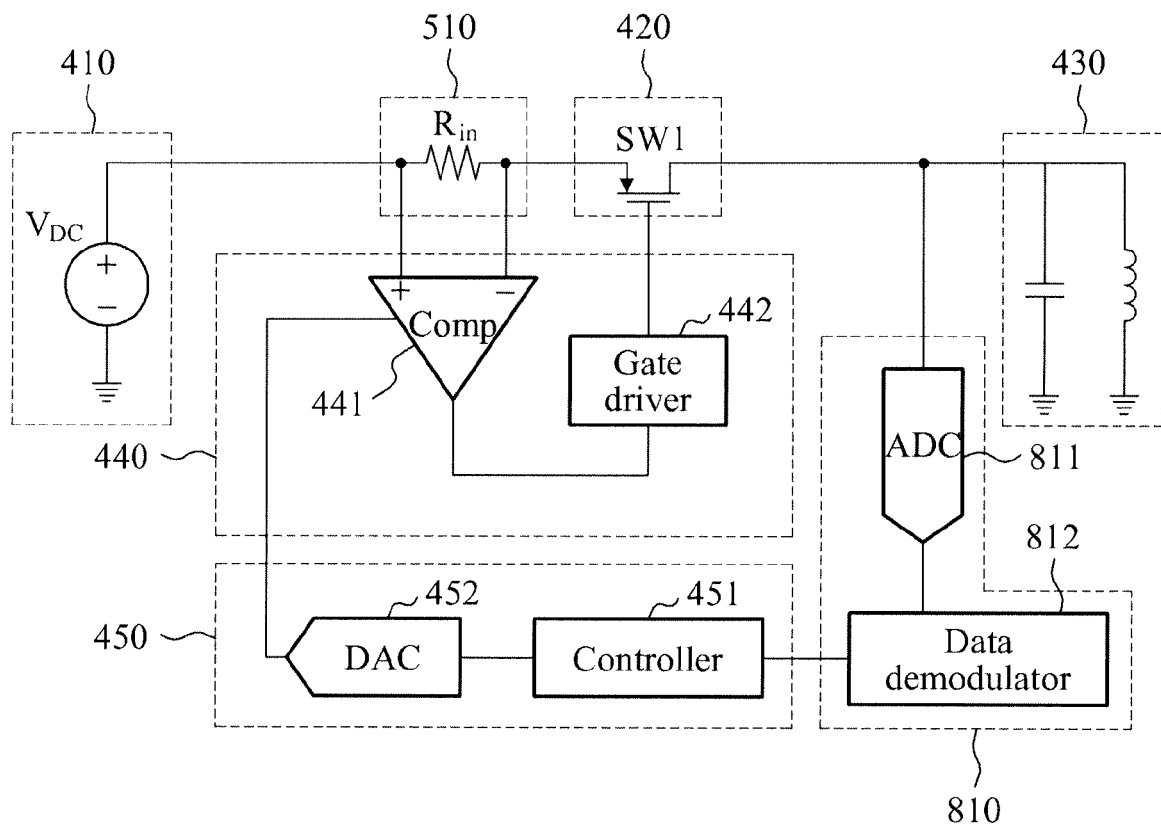 510
420
410
430
R_in
SW1
V_DC
+
−
+
−
Comp
442
441
Gate
driver
ADC
811
440
812
452
451
450
DAC
Controller
Data
demodulator
810